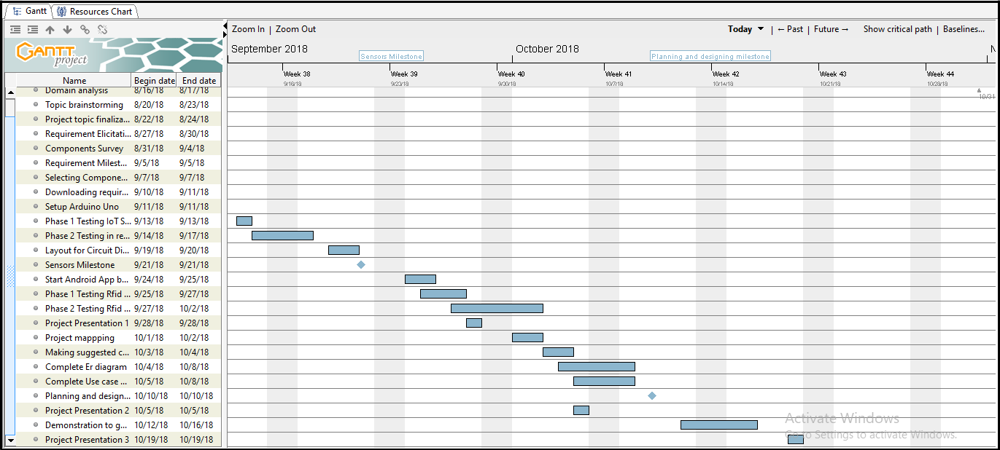 Gantt Resources Chart
Zoom In | Zoom Out Today | ←Past | Future→ Show critical path | Baselines...
GANTT
project
September 2018 October 2018 N
Sensors Milestone Planning and designing milestone
Name Begin date End date
Week 38 Week 39 Week 40 Week 41 Week 42 Week 43 Week 44
9/16/18 9/23/18 9/30/18 10/7/18 10/14/18 10/21/18 10/28/18
Domain analysis 8/16/18 8/17/18
10/31
Topic brainstorming 8/20/18 8/23/18
Project topic finaliza... 8/22/18 8/24/18
Requirement Elicitati... 8/27/18 8/30/18
Components Survey 8/31/18 9/4/18
Requirement Milest... 9/5/18 9/5/18
Selecting Compone... 9/7/18 9/7/18
Downloading requir... 9/10/18 9/11/18
Setup Arduino Uno 9/11/18 9/11/18
Phase 1 Testing IoT S... 9/13/18 9/13/18
Phase 2 Testing in re... 9/14/18 9/17/18
Layout for Circuit Di... 9/19/18 9/20/18
Sensors Milestone 9/21/18 9/21/18
Start Android App b... 9/24/18 9/25/18
Phase 1 Testing Rfid ... 9/25/18 9/27/18
Phase 2 Testing Rfid ... 9/27/18 10/2/18
Project Presentation 1 9/28/18 9/28/18
Project mappping 10/1/18 10/2/18
Making suggested c... 10/3/18 10/4/18
Complete Er diagram 10/4/18 10/8/18
Complete Use case ... 10/5/18 10/8/18
Planning and design... 10/10/18 10/10/18
Project Presentation 2 10/5/18 10/5/18
Demonstration to g... 10/12/18 10/16/18
Project Presentation 3 10/19/18 10/19/18
Activate Windows
Go to Settings to activate Windows.